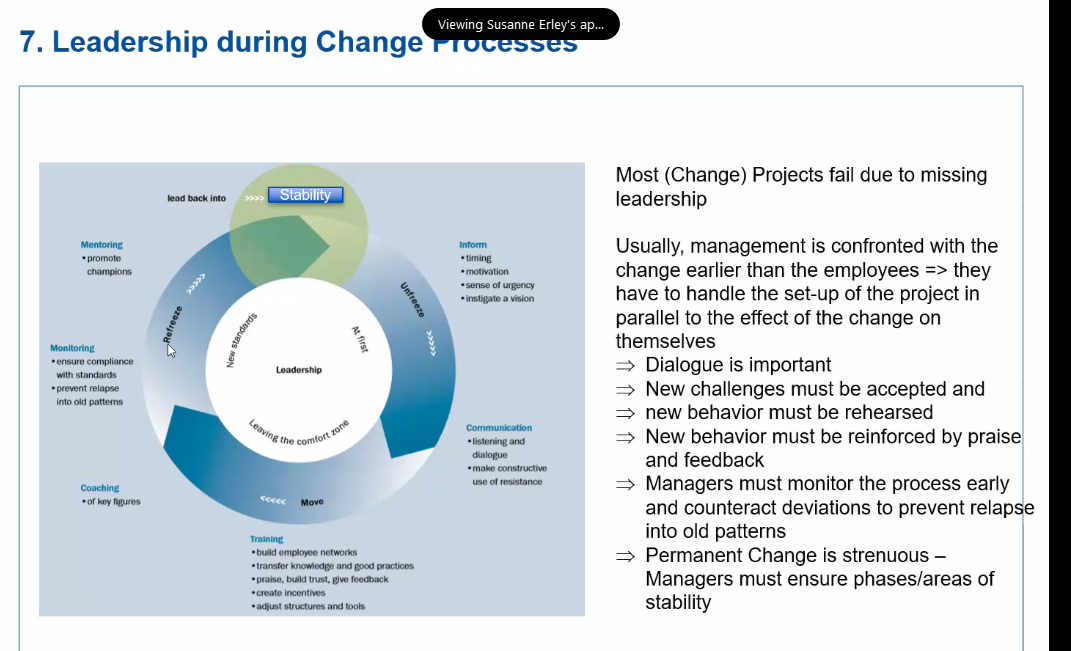 Viewing Susanne Erley's ap...
7. Leadership during Change Processes
lead back into
>>>>
Stability
Mentoring
• promote
champions
Inform
• timing
• motivation
• sense of urgency
• instigate a vision
>>>>>
Refreeze
Unfreeze
<<<<<
New standards
At first
Monitoring
• ensure compliance
with standards
• prevent relapse
into old patterns
Leadership
Leaving the comfort zone
Communication
• listening and
dialogue
• make constructive
use of resistance
Coaching
• of key figures
<<<<<
Move
Training
• build employee networks
• transfer knowledge and good practices
• praise, build trust, give feedback
• create incentives
• adjust structures and tools
Most (Change) Projects fail due to missing
leadership
Usually, management is confronted with the
change earlier than the employees => they
have to handle the set-up of the project in
parallel to the effect of the change on
themselves
⇒ Dialogue is important
⇒ New challenges must be accepted and
⇒ new behavior must be rehearsed
⇒ New behavior must be reinforced by praise
and feedback
⇒ Managers must monitor the process early
and counteract deviations to prevent relapse
into old patterns
⇒ Permanent Change is strenuous –
Managers must ensure phases/areas of
stability